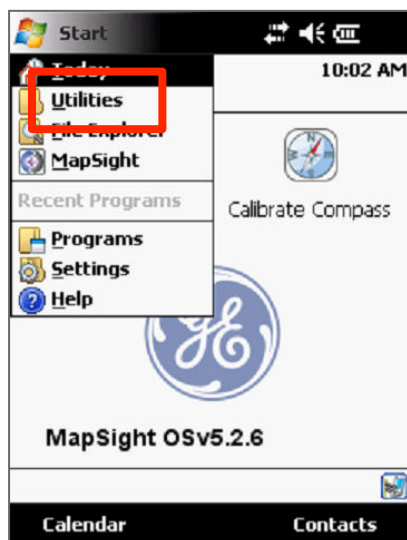 Start
Today
10:02 AM
Utilities
File Explorer
MapSight
Recent Programs
Calibrate Compass
Programs
Settings
Help
GE
MapSight OSv5.2.6
Calendar
Contacts